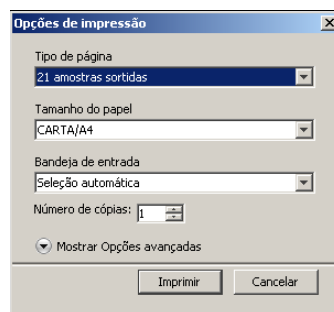 Opções de impressão
Tipo de página
21 amostras sortidas
Tamanho do papel
CARTA/A4
Bandeja de entrada
Seleção automática
Número de cópias: 1
Mostrar Opções avançadas
Imprimir Cancelar